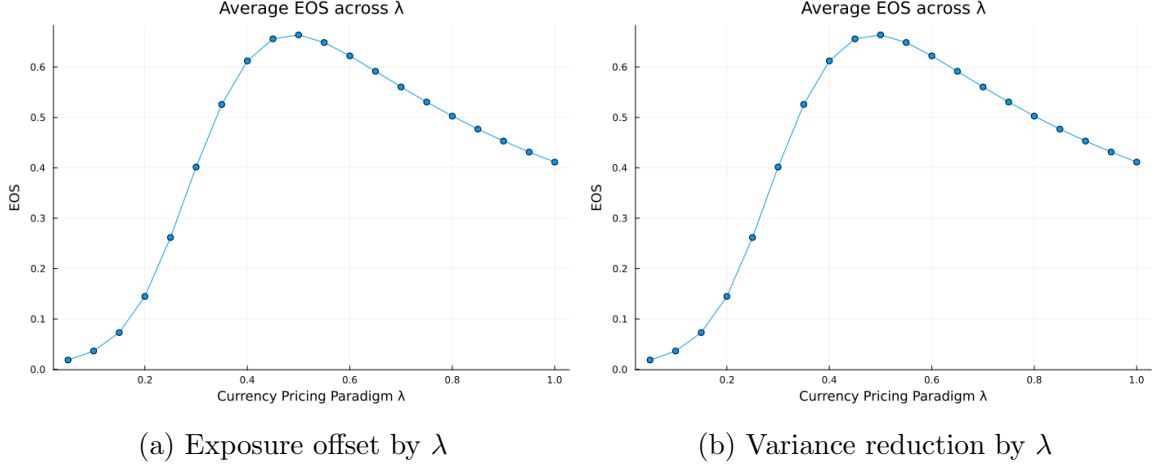 Average EOS across λ
EOS
0.6
0.5
0.4
0.3
0.2
0.1
0.0
0.2 0.4 0.6 0.8 1.0
Currency Pricing Paradigm λ
(a) Exposure offset by λ
Average EOS across λ
EOS
0.6
0.5
0.4
0.3
0.2
0.1
0.0
0.2 0.4 0.6 0.8 1.0
Currency Pricing Paradigm λ
(b) Variance reduction by λ